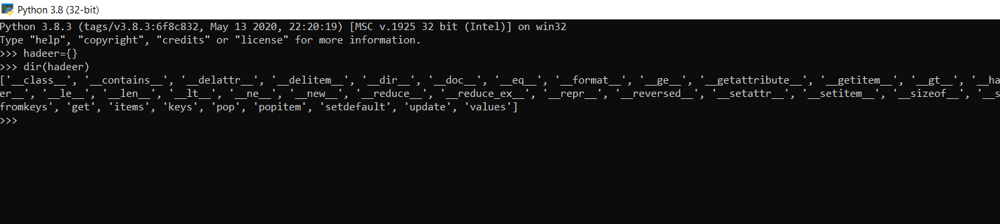 Python 3.8 (32-bit)
Python 3.8.3 (tags/v3.8.3:6f8c832, May 13 2020, 22:20:19) [MSC v.1925 32 bit (Intel)] on win32
Type "help", "copyright", "credits" or "license" for more information.
>>> hadeer={}
>>> dir(hadeer)
['__class__', '__contains__', '__delattr__', '__delitem__', '__dir__', '__doc__', '__eq__', '__format__', '__ge__', '__getattribute__', '__getitem__', '__gt__', '__ha
er__', '__le__', '__len__', '__lt__', '__ne__', '__new__', '__reduce__', '__reduce_ex__', '__repr__', '__reversed__', '__setattr__', '__setitem__', '__sizeof__', '__s
fromkeys', 'get', 'items', 'keys', 'pop', 'popitem', 'setdefault', 'update', 'values']
>>>